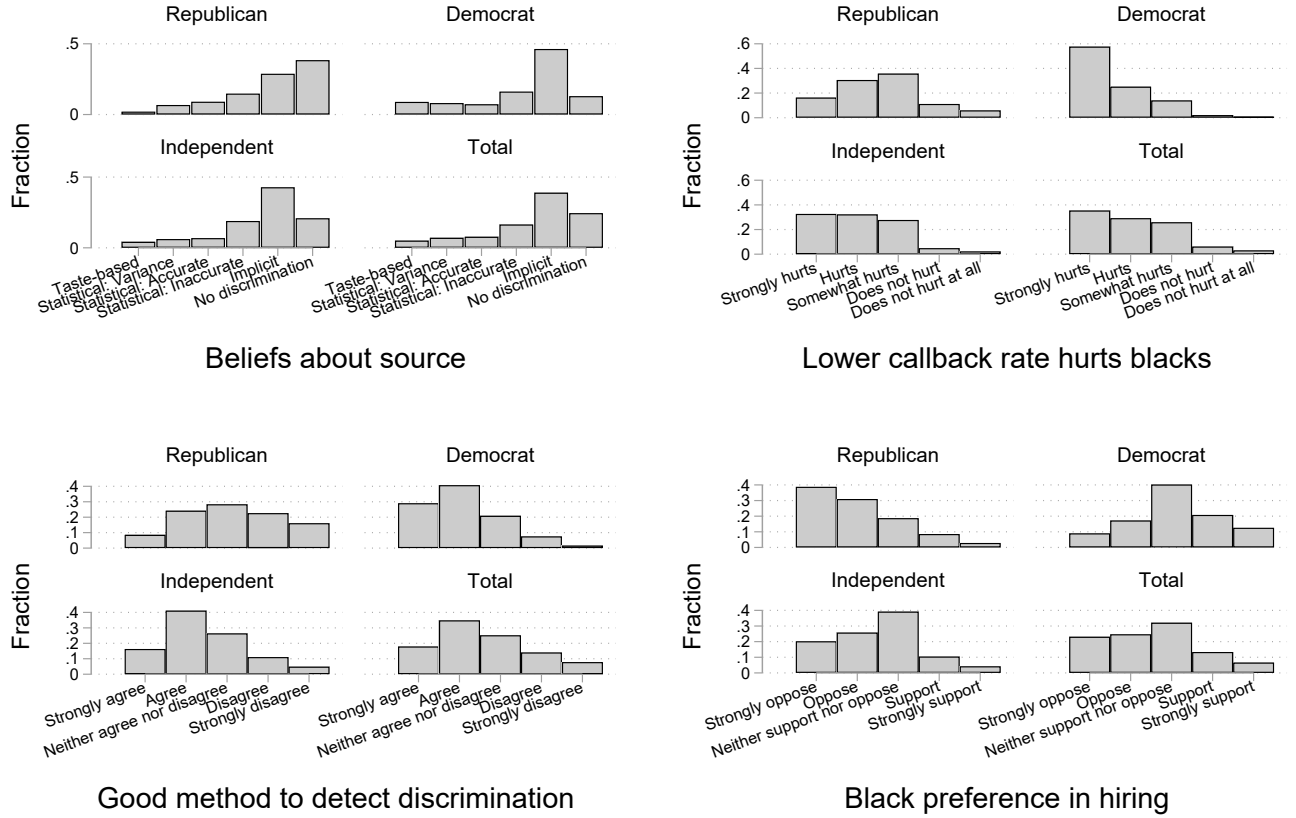 Republican
Democrat
.5
0
Independent
Total
.5
0
Fraction
Taste-based
Statistical: Variance
Statistical: Accurate
Statistical: Inaccurate
Implicit
No discrimination
Taste-based
Statistical: Variance
Statistical: Accurate
Statistical: Inaccurate
Implicit
No discrimination
Beliefs about source
Republican
Democrat
.6
.4
.2
0
Independent
Total
.6
.4
.2
0
Fraction
Strongly hurts
Hurts
Somewhat hurts
Does not hurt
Does not hurt at all
Strongly hurts
Hurts
Somewhat hurts
Does not hurt
Does not hurt at all
Lower callback rate hurts blacks
Republican
Democrat
.4
.3
.2
.1
0
Independent
Total
.4
.3
.2
.1
0
Fraction
Strongly agree
Agree
Neither agree nor disagree
Disagree
Strongly disagree
Strongly agree
Agree
Neither agree nor disagree
Disagree
Strongly disagree
Good method to detect discrimination
Republican
Democrat
.4
.3
.2
.1
0
Independent
Total
.4
.3
.2
.1
0
Fraction
Strongly oppose
Oppose
Neither support nor oppose
Support
Strongly support
Strongly oppose
Oppose
Neither support nor oppose
Support
Strongly support
Black preference in hiring